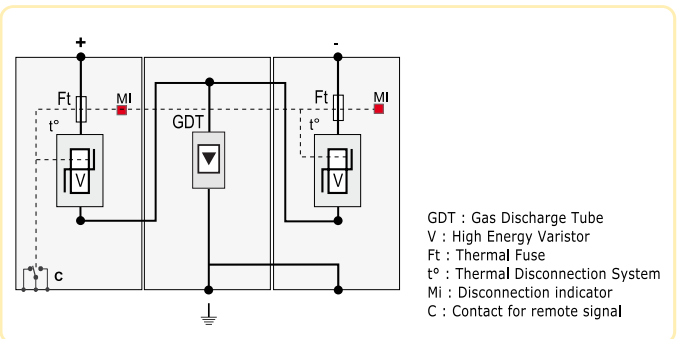 + -
Ft MI Ft MI
GDT
t° t°
V V
C
GDT : Gas Discharge Tube
V : High Energy Varistor
Ft : Thermal Fuse
t° : Thermal Disconnection System
Mi : Disconnection indicator
C : Contact for remote signal